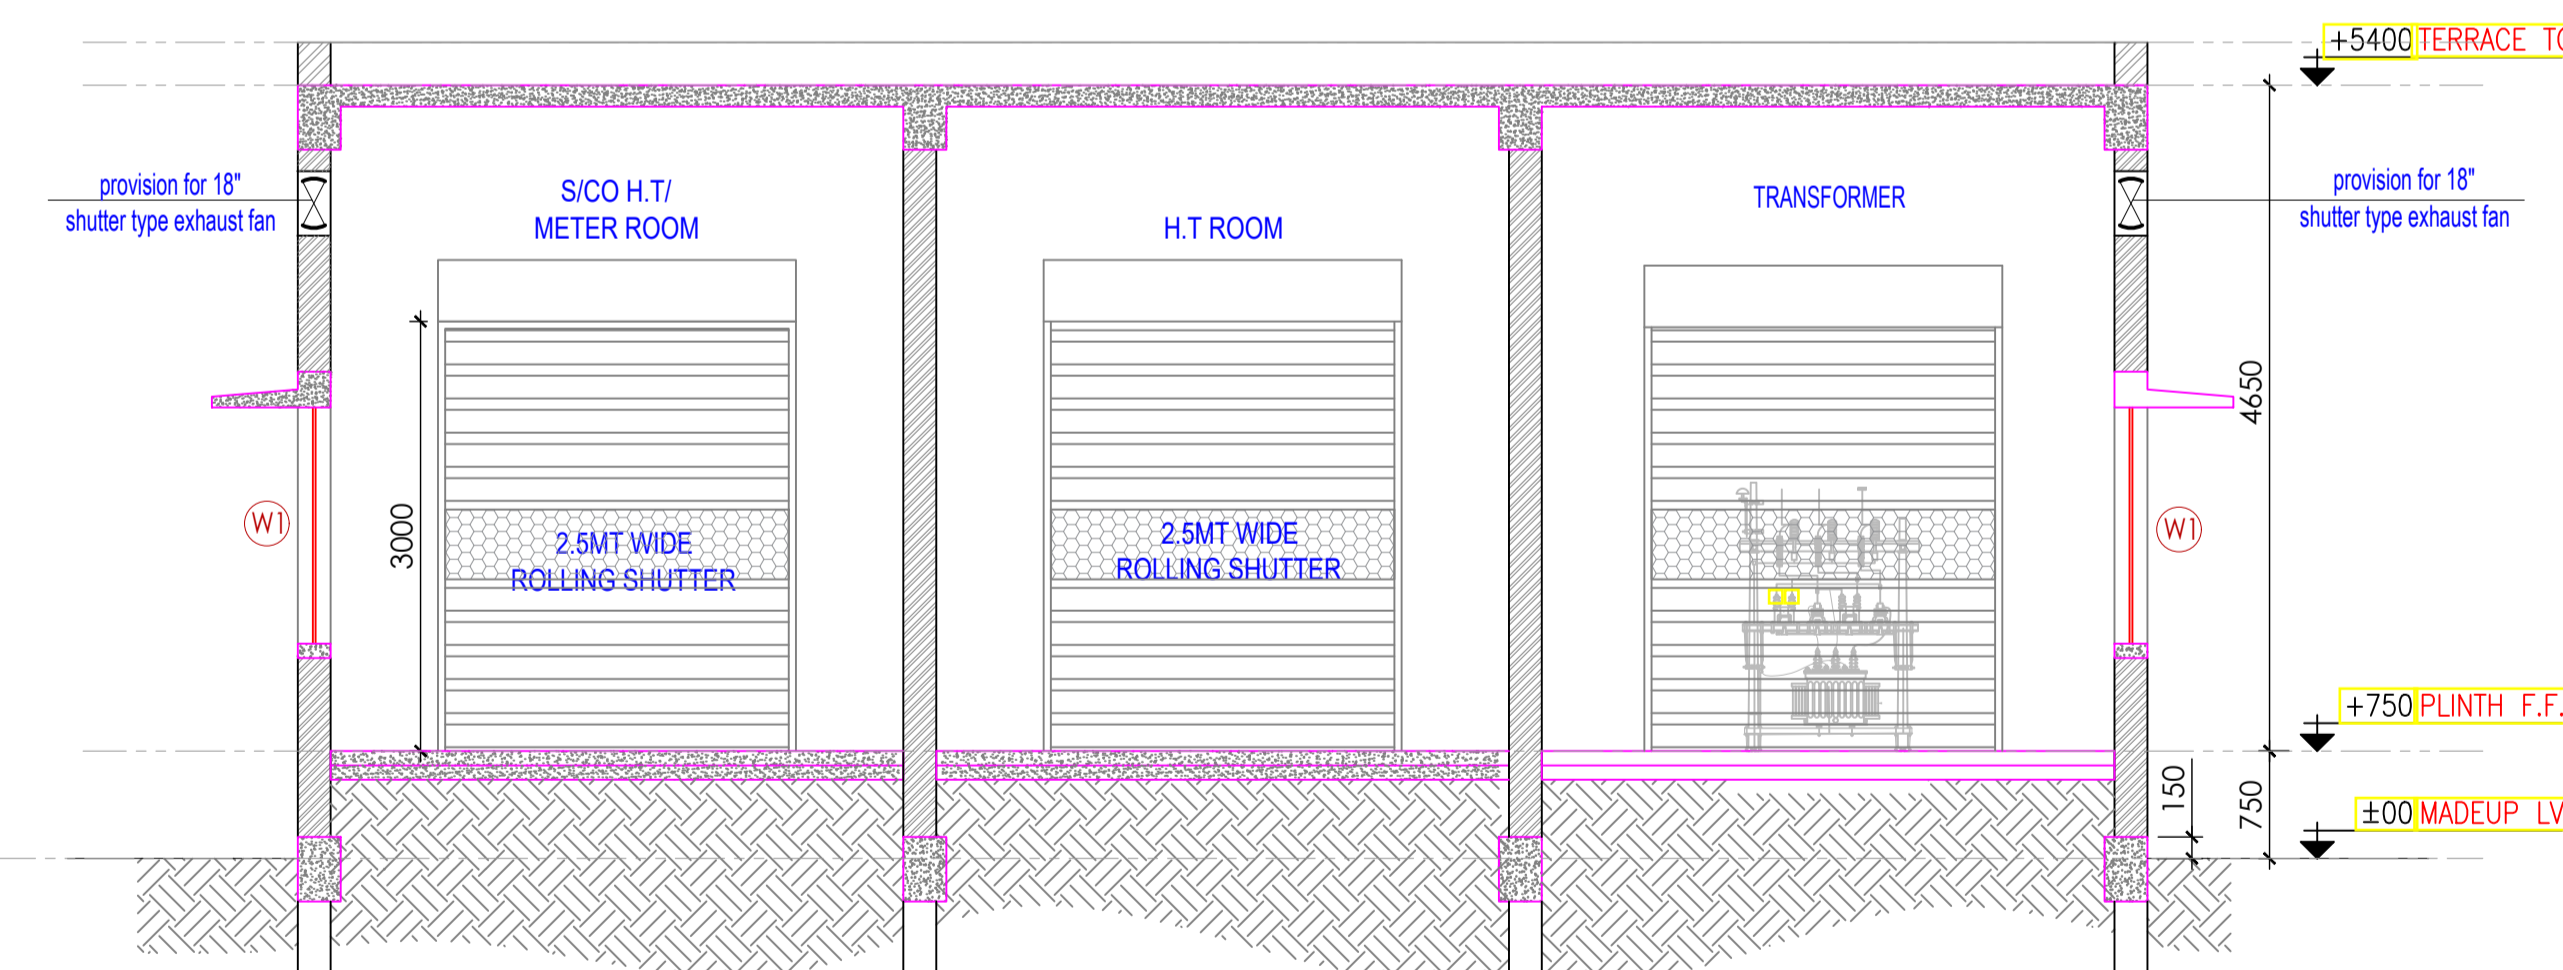 +5400 TERRACE TO
provision for 18"
shutter type exhaust fan
S/CO H.T/
METER ROOM
H.T ROOM
TRANSFORMER
provision for 18"
shutter type exhaust fan
4650
3000
W1
2.5MT WIDE
ROLLING SHUTTER
2.5MT WIDE
ROLLING SHUTTER
W1
+750 PLINTH F.F.
150
750
±00 MADEUP LV